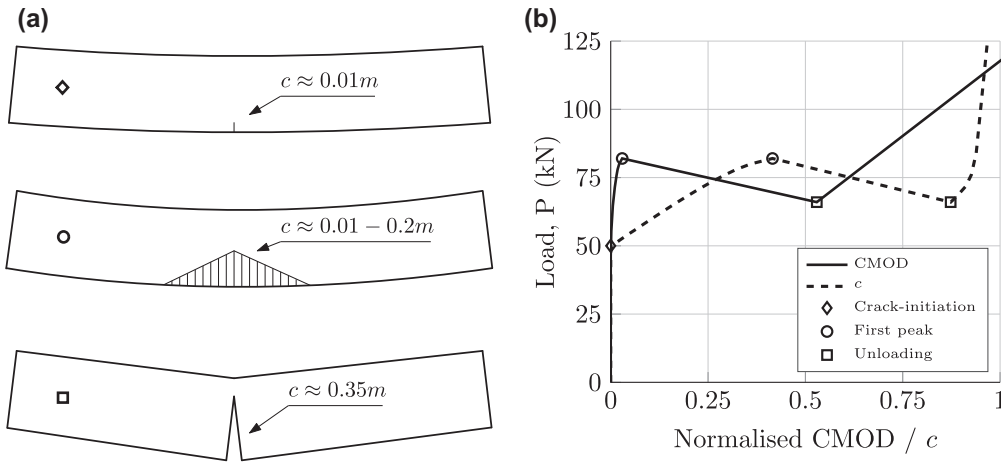 (a)
c ≈ 0.01m
c ≈ 0.01 − 0.2m
c ≈ 0.35m
(b)
125
100
75
50
25
0
Load, P (kN)
0 0.25 0.5 0.75 1
Normalised CMOD / c
CMOD
c
Crack-initiation
First peak
Unloading